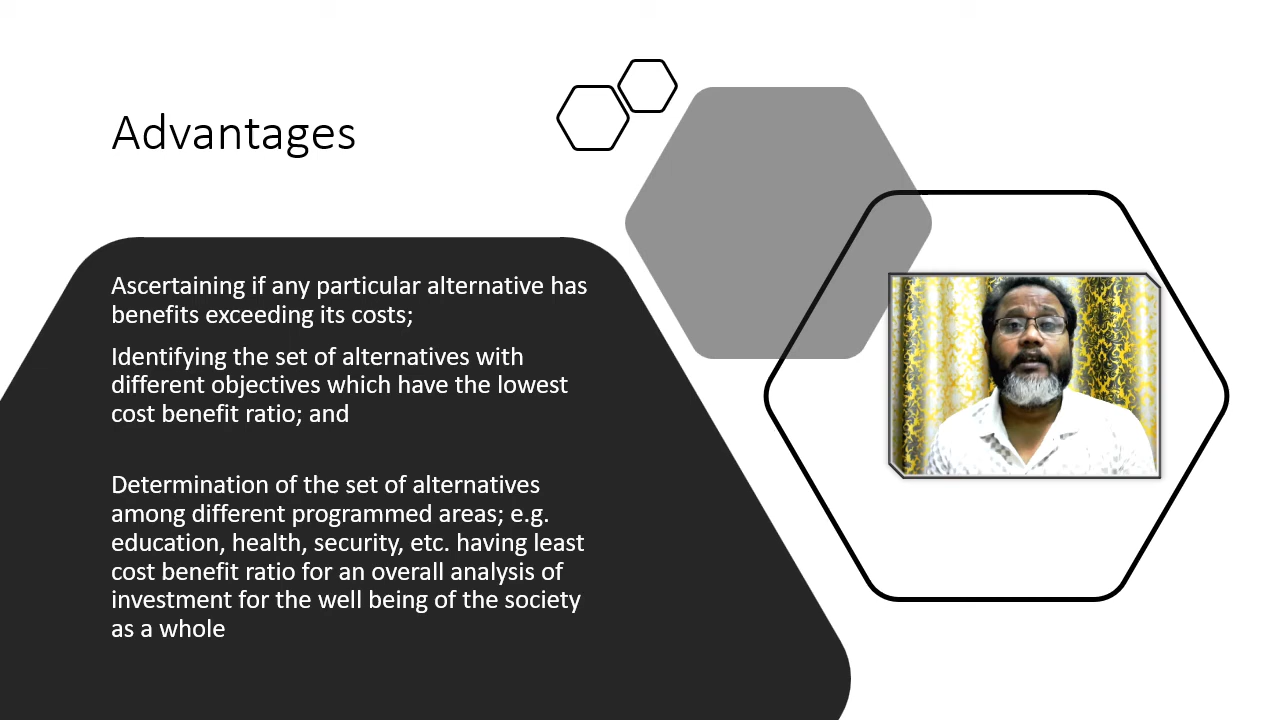 Advantages
Ascertaining if any particular alternative has
benefits exceeding its costs;
Identifying the set of alternatives with
different objectives which have the lowest
cost benefit ratio; and
Determination of the set of alternatives
among different programmed areas; e.g.
education, health, security, etc. having least
cost benefit ratio for an overall analysis of
investment for the well being of the society
as a whole